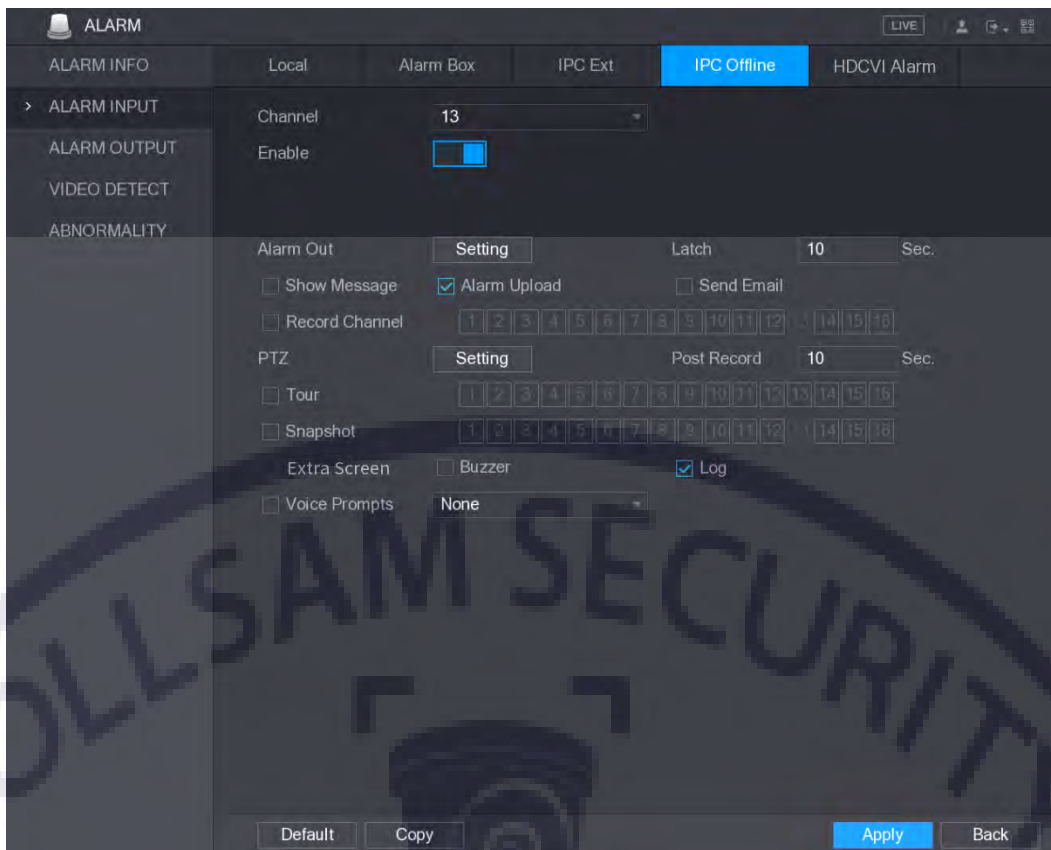 ALARM LIVE
ALARM INFO Local Alarm Box IPC Ext IPC Offline HDCVI Alarm
> ALARM INPUT Channel 13
ALARM OUTPUT Enable
VIDEO DETECT
ABNORMALITY
Alarm Out Setting Latch 10 Sec.
Show Message Alarm Upload Send Email
Record Channel 1 2 3 4 5 6 7 8 9 10 11 12 14 15 16
PTZ Setting Post Record 10 Sec.
Tour 1 2 3 4 5 6 7 8 9 10 11 12 13 14 15 16
Snapshot 1 2 3 4 5 6 7 8 9 10 11 12 14 15 16
Extra Screen Buzzer Log
Voice Prompts None
OLLSAM SECURITY
Default Copy Apply Back